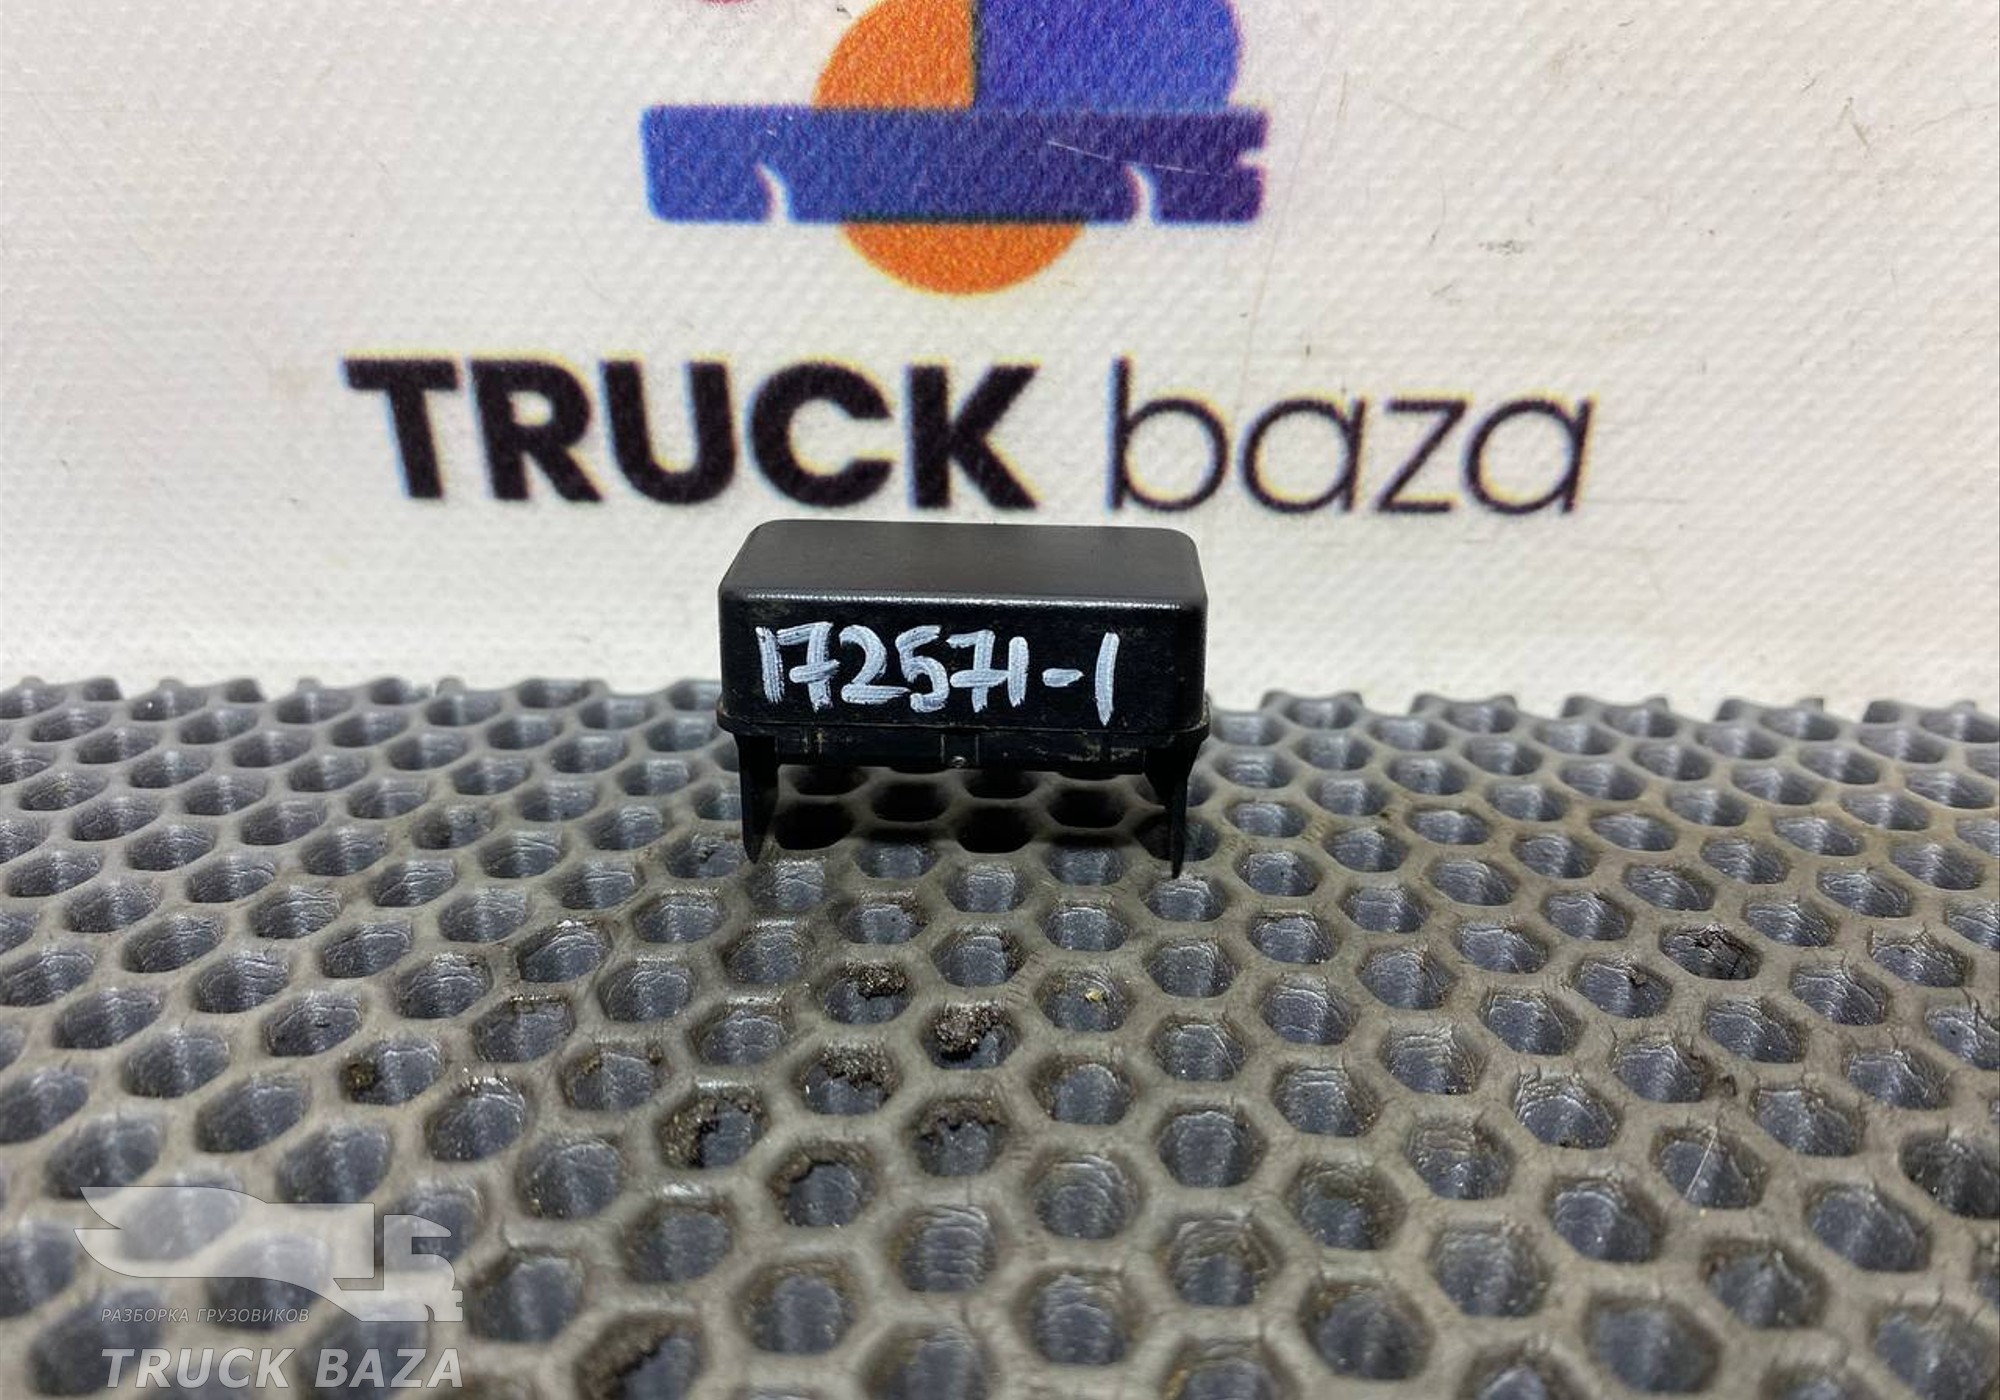 TRUCK baza
172571-1
РАЗБОРКА ГРУЗОВИКОВ
TRUCK BAZA